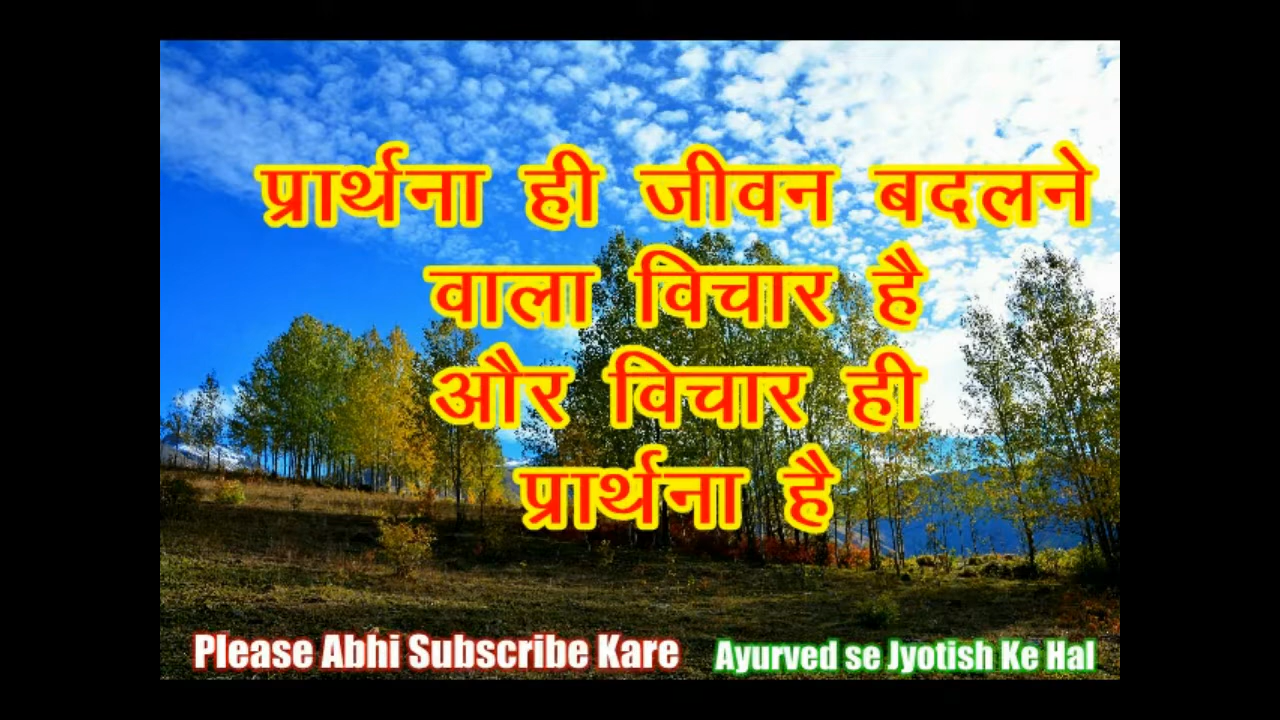 प्रार्थना ही जीवन बदलने
वाला विचार है
और विचार ही
प्रार्थना है
Please Abhi Subscribe Kare
Ayurved se Jyotish Ke Hal